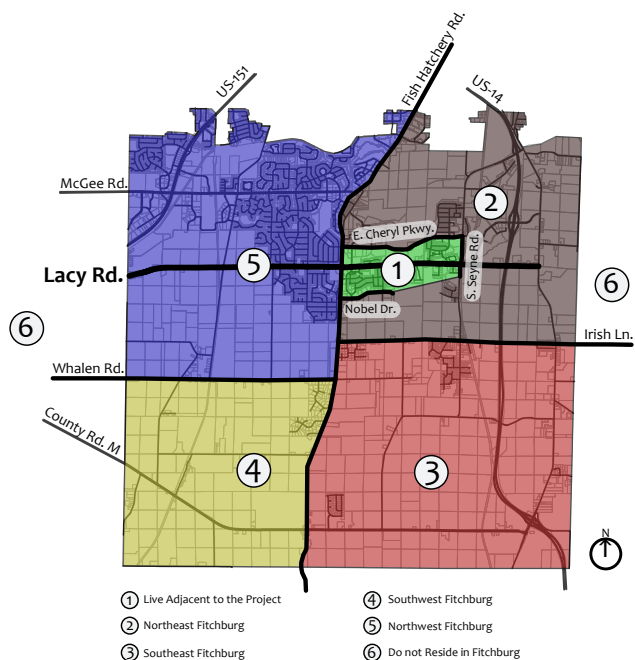 Fish Hatchery Rd.
US-151
US-14
McGee Rd.
2
E. Cheryl Pkwy.
S. Seyne Rd.
Lacy Rd.
5
1
6
6
Nobel Dr.
Irish Ln.
Whalen Rd.
County Rd. M
4
3
N
1 Live Adjacent to the Project
2 Northeast Fitchburg
3 Southeast Fitchburg
4 Southwest Fitchburg
5 Northwest Fitchburg
6 Do not Reside in Fitchburg